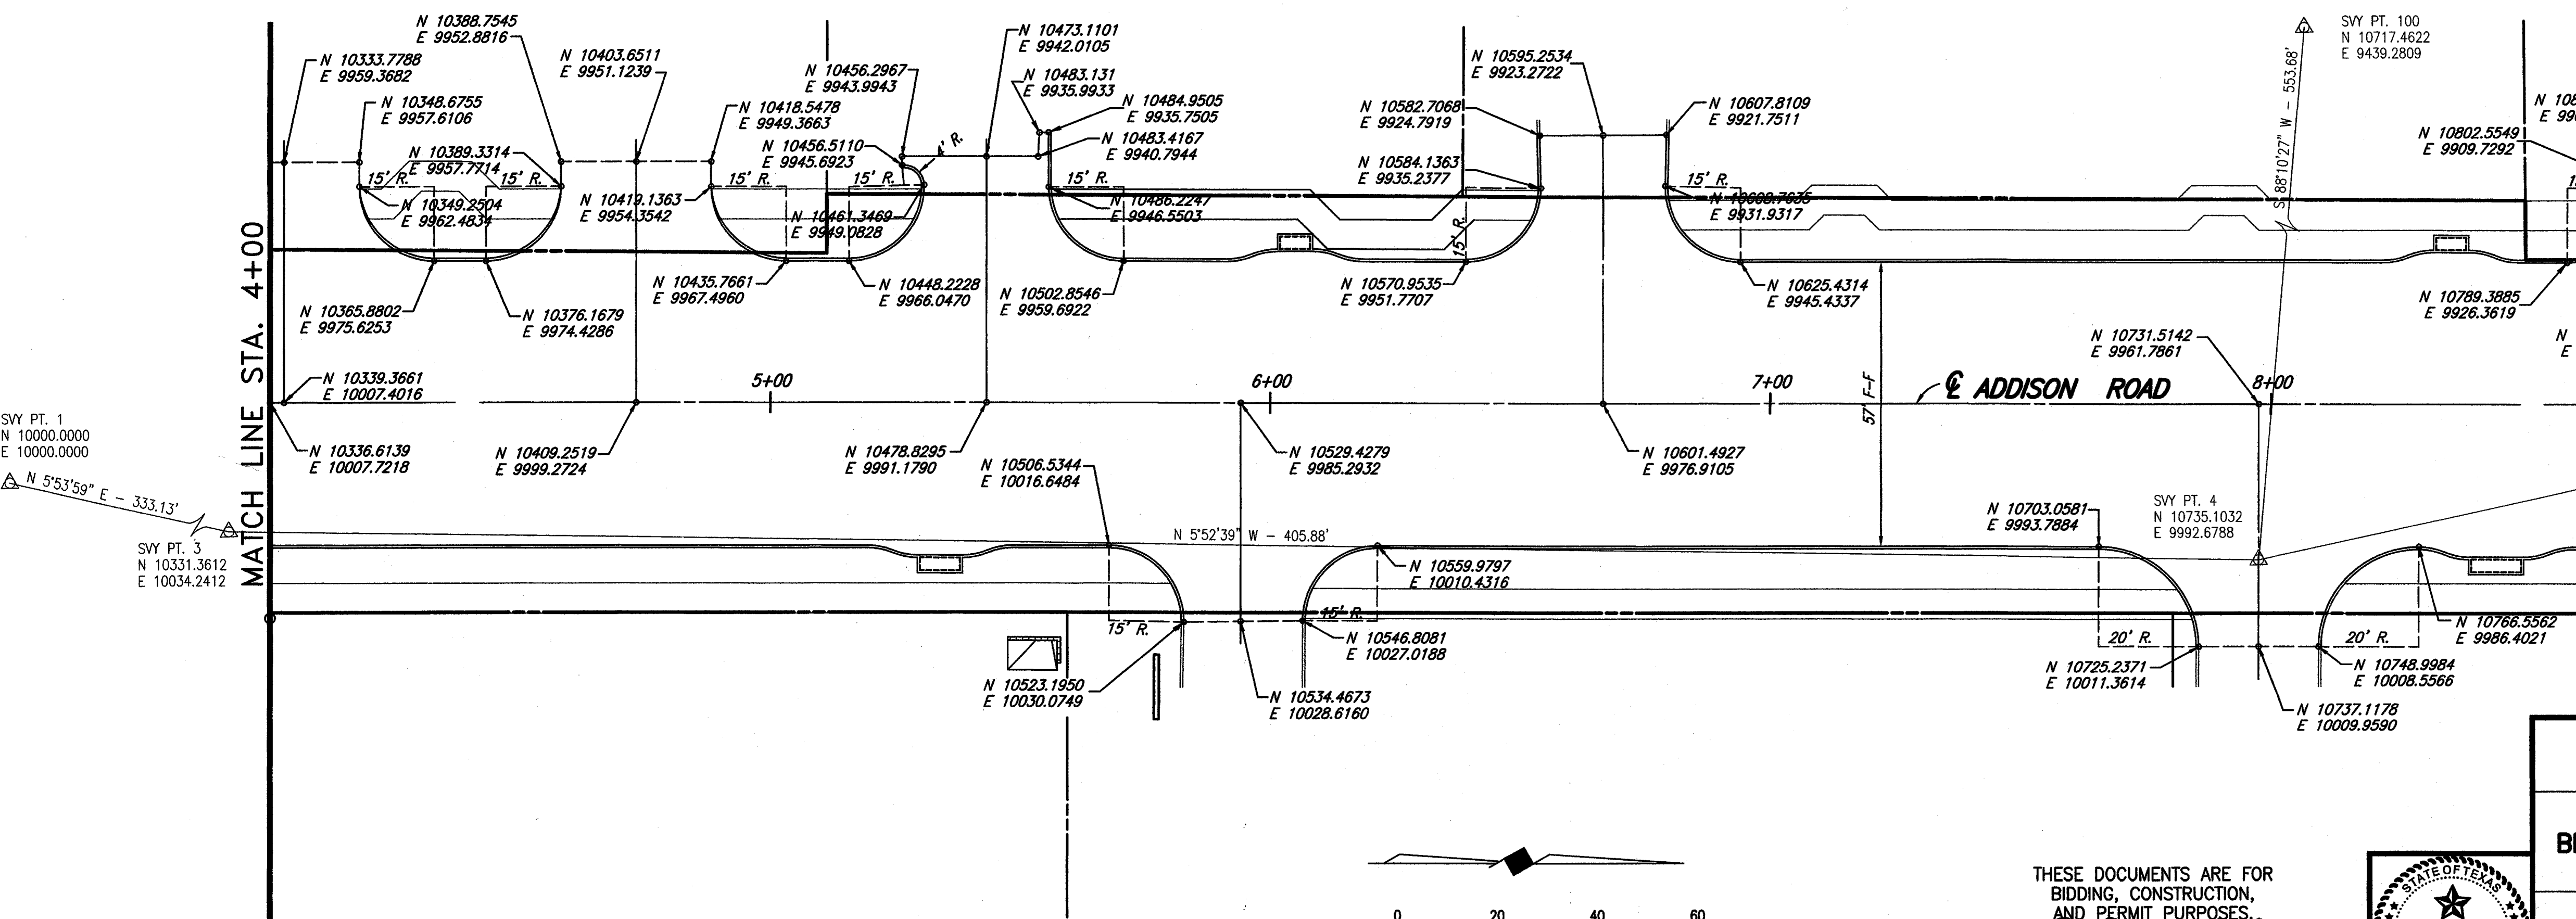 N 10388.7545
E 9952.8816
N 10333.7788
E 9959.3682
N 10403.6511
E 9951.1239
N 10456.2967
E 9943.9943
N 10473.1101
E 9942.0105
N 10483.131
E 9935.9933
N 10595.2534
E 9923.2722
SVY PT. 100
N 10717.4622
E 9439.2809
N 10348.6755
E 9957.6106
N 10418.5478
E 9949.3663
N 10484.9505
E 9935.7505
N 10582.7068
E 9924.7919
N 10607.8109
E 9921.7511
S 88°10'27" W - 553.68'
N 10802.5549
E 9909.7292
N 10389.3314
E 9957.7714
N 10456.5110
E 9945.6923
4' R.
N 10483.4167
E 9940.7944
N 10584.1363
E 9935.2377
15' R.
15' R.
15' R.
15' R.
15' R.
15' R.
15' R.
N 10349.2504
E 9962.4834
N 10419.1363
E 9954.3542
N 10461.3469
E 9949.0828
N 10486.2247
E 9946.5503
E 9931.9317
N 10365.8802
E 9975.6253
N 10376.1679
E 9974.4286
N 10435.7661
E 9967.4960
N 10448.2228
E 9966.0470
N 10502.8546
E 9959.6922
N 10570.9535
E 9951.7707
N 10625.4314
E 9945.4337
N 10789.3885
E 9926.3619
N 10731.5142
E 9961.7861
N
E
MATCH LINE STA. 4+00
N 10339.3661
E 10007.4016
5+00
6+00
7+00
8+00
57' F-F
℄ ADDISON ROAD
SVY PT. 1
N 10000.0000
E 10000.0000
N 5°53'59" E - 333.13'
N 10336.6139
E 10007.7218
N 10409.2519
E 9999.2724
N 10478.8295
E 9991.1790
N 10506.5344
E 10016.6484
N 10529.4279
E 9985.2932
N 10601.4927
E 9976.9105
N 10703.0581
E 9993.7884
SVY PT. 4
N 10735.1032
E 9992.6788
N 5°52'39" W - 405.88'
SVY PT. 3
N 10331.3612
E 10034.2412
N 10559.9797
E 10010.4316
15' R.
15' R.
N 10546.8081
E 10027.0188
20' R.
20' R.
N 10766.5562
E 9986.4021
N 10523.1950
E 10030.0749
N 10534.4673
E 10028.6160
N 10725.2371
E 10011.3614
N 10748.9984
E 10008.5566
N 10737.1178
E 10009.9590
0 20 40 60
THESE DOCUMENTS ARE FOR
BIDDING, CONSTRUCTION,
AND PERMIT PURPOSES.
STATE OF TEXAS